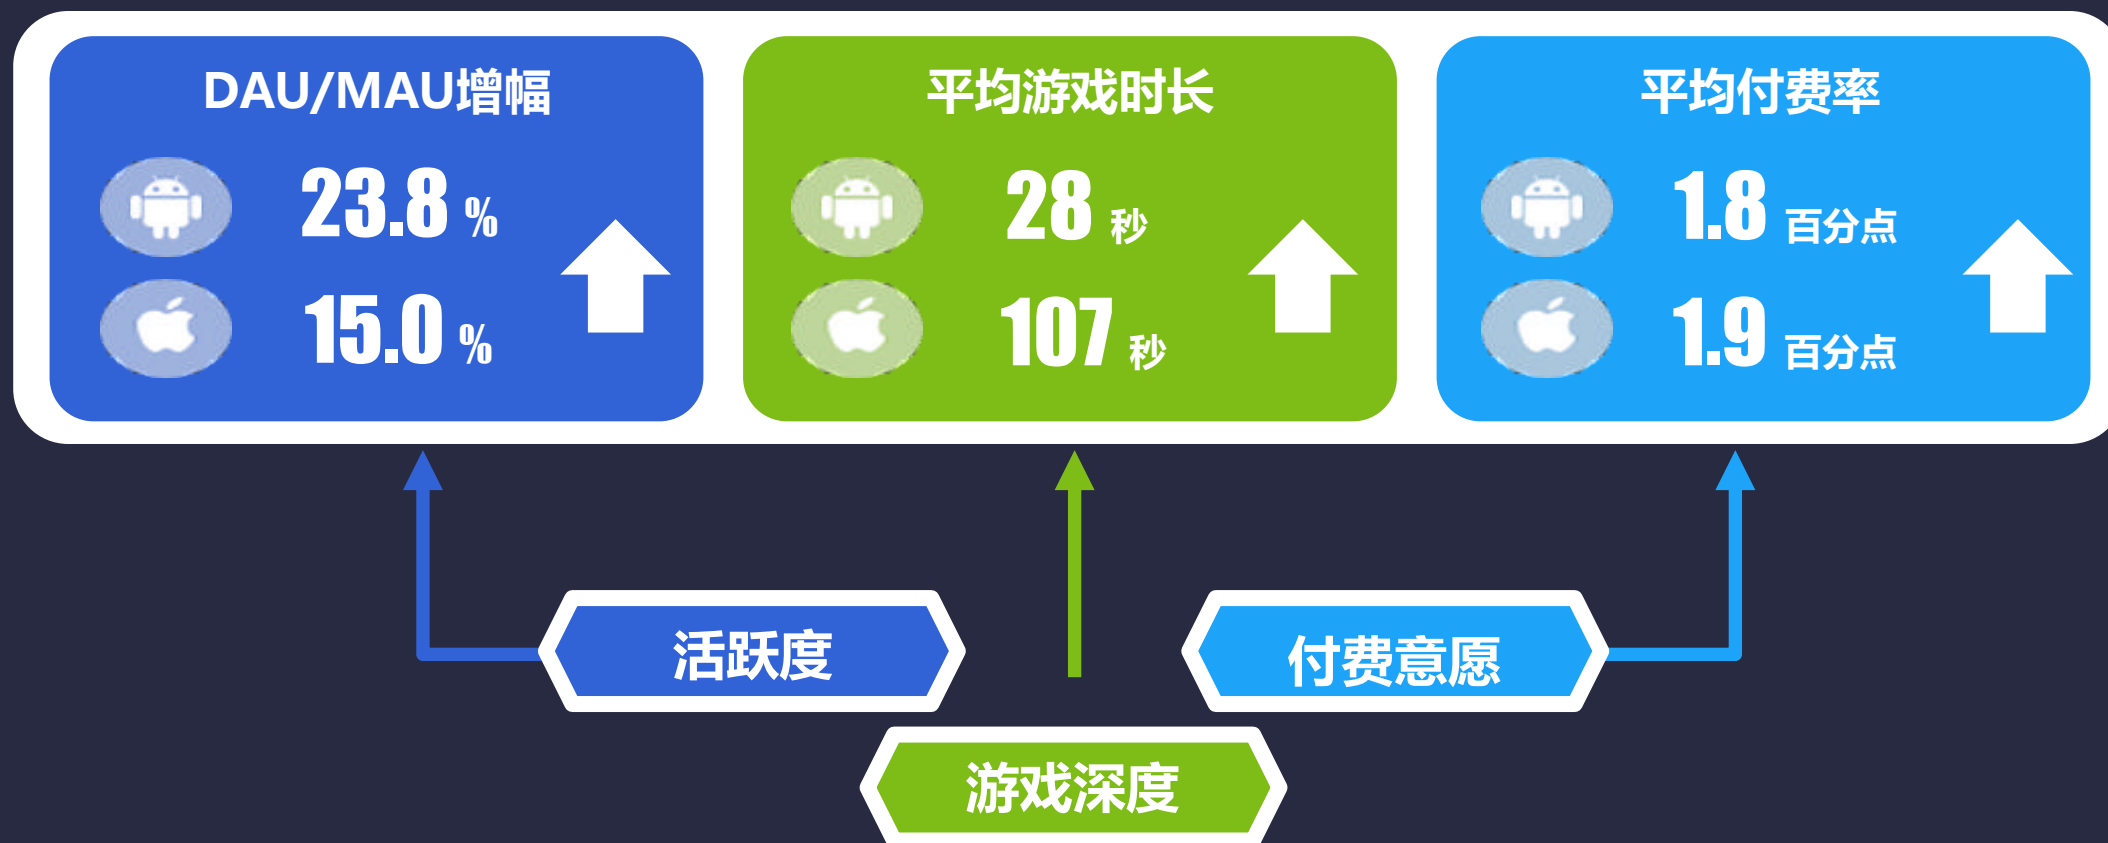 DAU/MAU增幅
23.8 %
15.0 %
平均游戏时长
28 秒
107 秒
平均付费率
1.8 百分点
1.9 百分点
活跃度
付费意愿
游戏深度